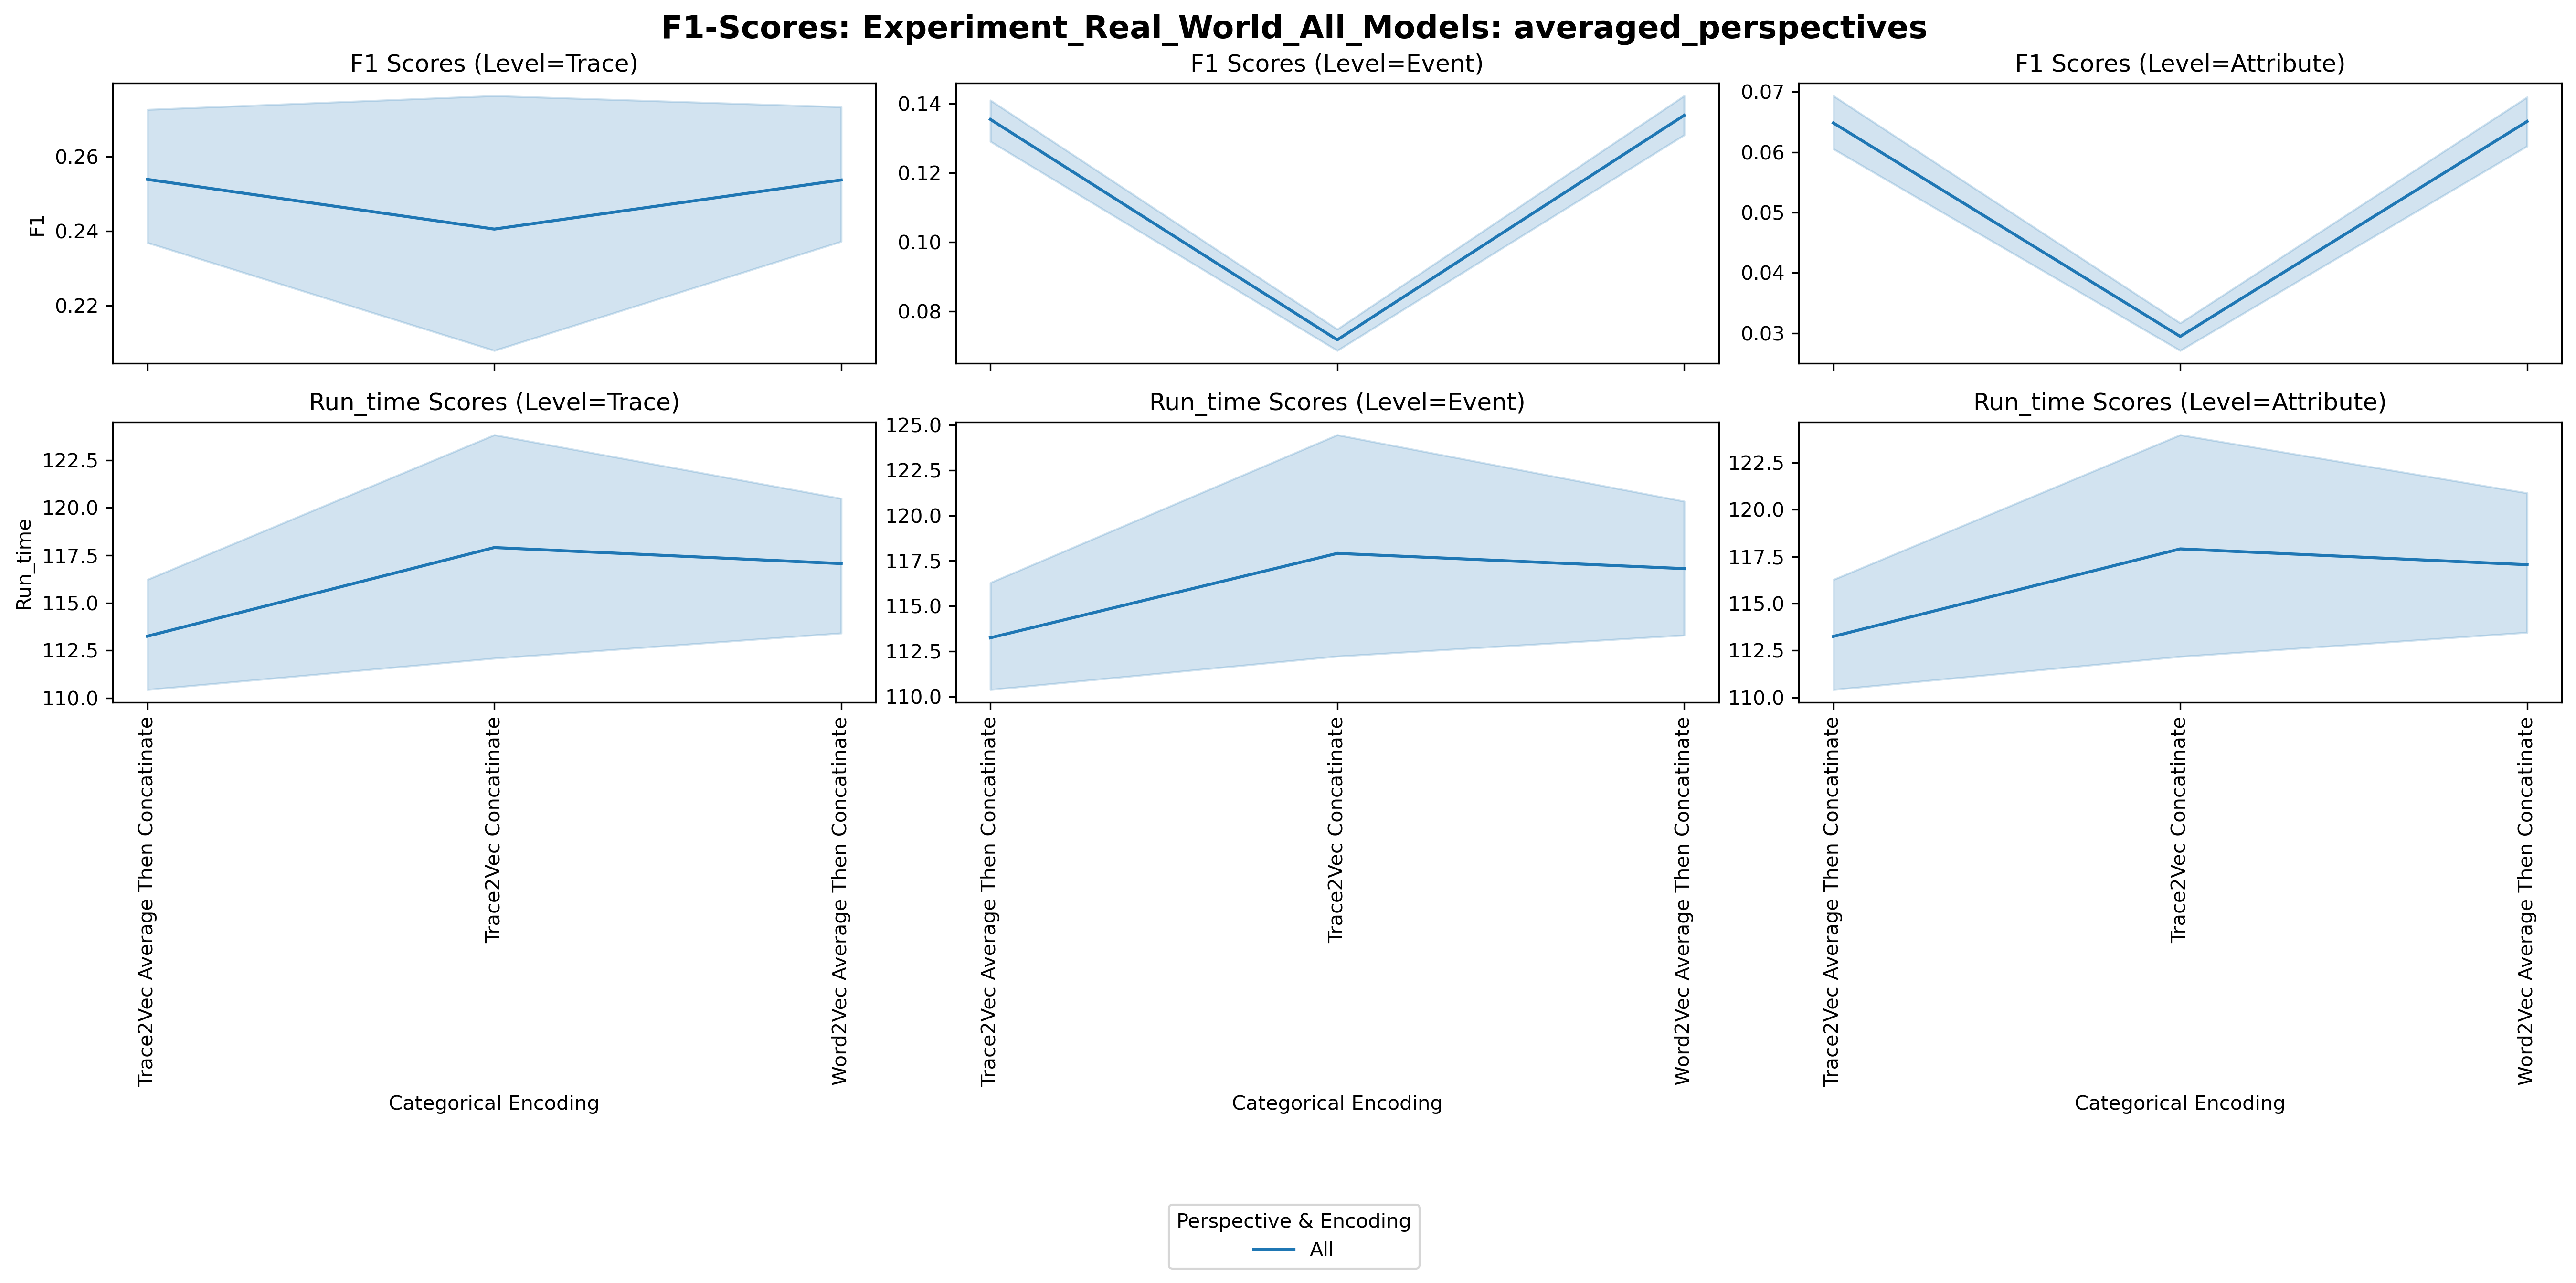 F1-Scores: Experiment_Real_World_All_Models: averaged_perspectives
F1 Scores (Level=Trace)
F1
0.26
0.24
0.22
F1 Scores (Level=Event)
0.14
0.12
0.10
0.08
F1 Scores (Level=Attribute)
0.07
0.06
0.05
0.04
0.03
Run_time Scores (Level=Trace)
Run_time
122.5
120.0
117.5
115.0
112.5
110.0
Trace2Vec Average Then Concatinate
Trace2Vec Concatinate
Word2Vec Average Then Concatinate
Categorical Encoding
Run_time Scores (Level=Event)
125.0
122.5
120.0
117.5
115.0
112.5
110.0
Trace2Vec Average Then Concatinate
Trace2Vec Concatinate
Word2Vec Average Then Concatinate
Categorical Encoding
Run_time Scores (Level=Attribute)
122.5
120.0
117.5
115.0
112.5
110.0
Trace2Vec Average Then Concatinate
Trace2Vec Concatinate
Word2Vec Average Then Concatinate
Categorical Encoding
Perspective & Encoding
All